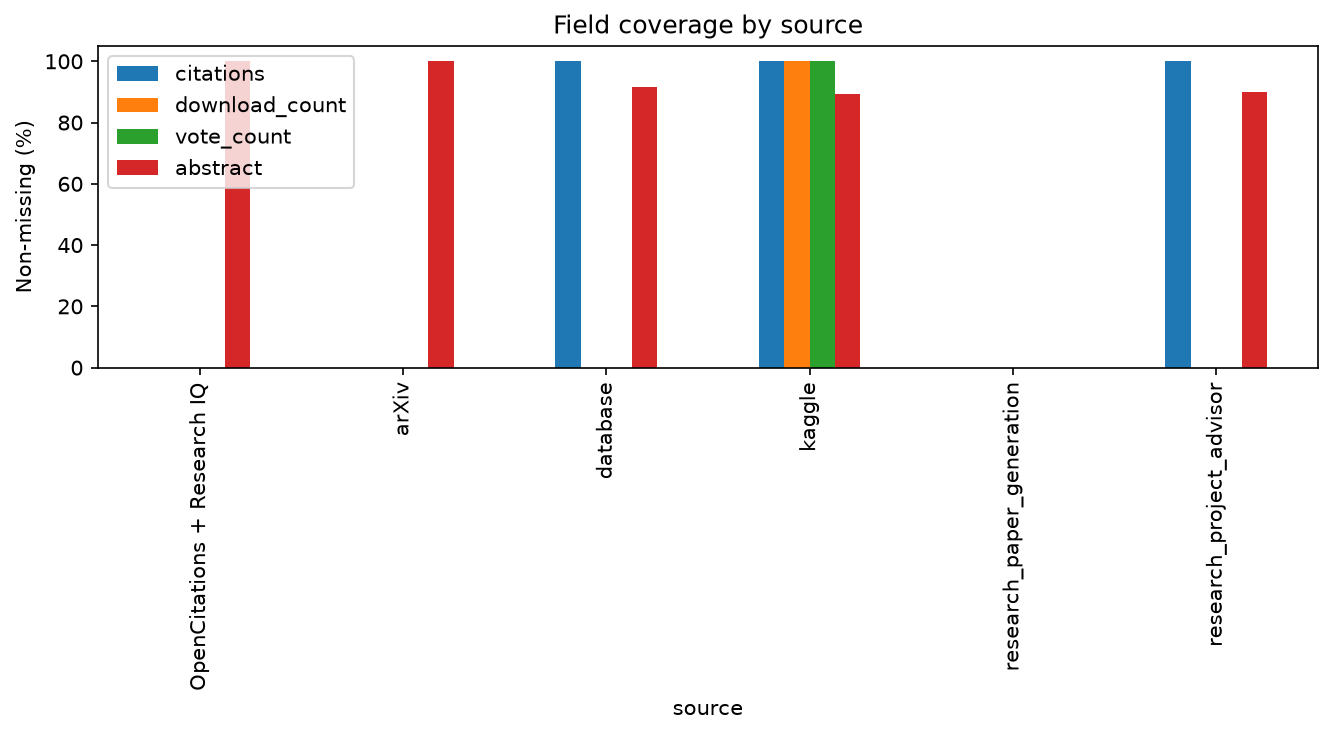 Field coverage by source
Non-missing (%)
100
80
60
40
20
0
citations
download_count
vote_count
abstract
OpenCitations + Research IQ
arXiv
database
kaggle
research_paper_generation
research_project_advisor
source